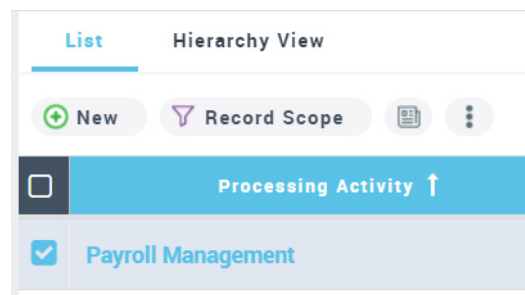 List Hierarchy View
New Record Scope
Processing Activity ↑
Payroll Management